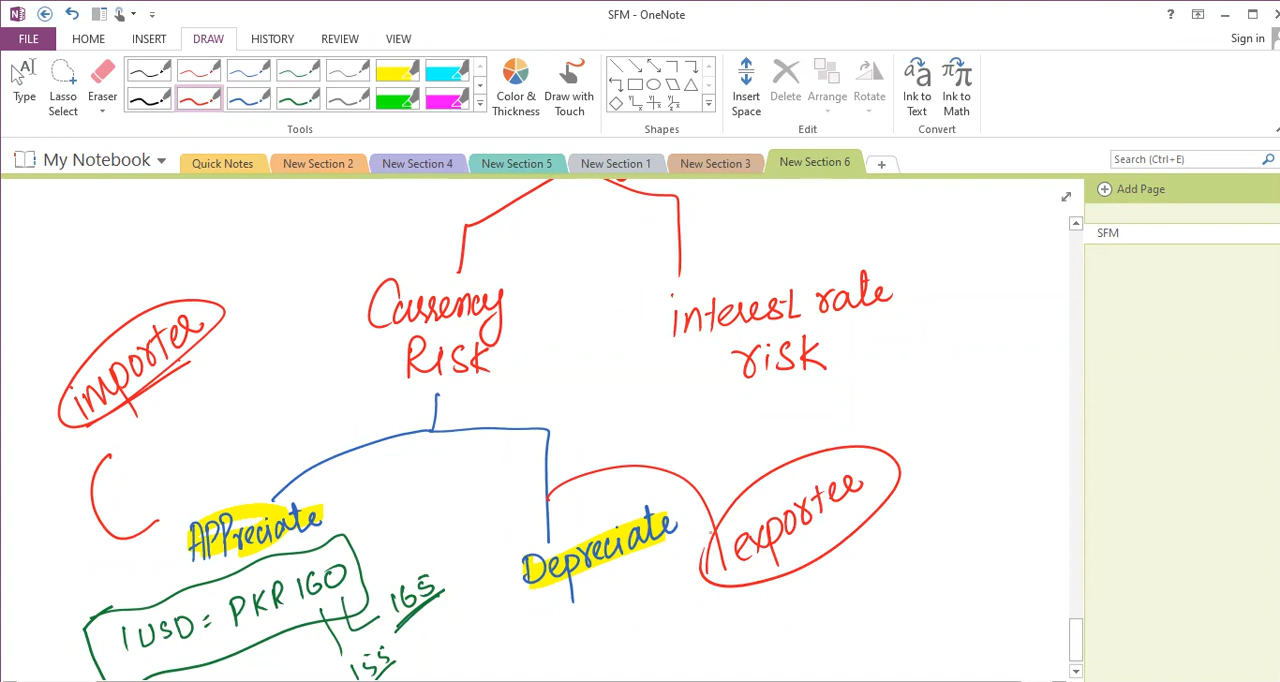 SFM - OneNote
?
Sign in
FILE HOME INSERT DRAW HISTORY REVIEW VIEW
Type
Lasso Select
Eraser
Color & Thickness
Draw with Touch
Insert Space
Delete
Arrange
Rotate
Ink to Text
Ink to Math
Tools
Shapes
Edit
Convert
My Notebook
Quick Notes
New Section 2
New Section 4
New Section 5
New Section 1
New Section 3
New Section 6
Search (Ctrl+E)
Add Page
SFM
Currency
Risk
interest rate
risk
importer
Appreciate
Depreciate
exporter
1 USD = PKR 160
165
155